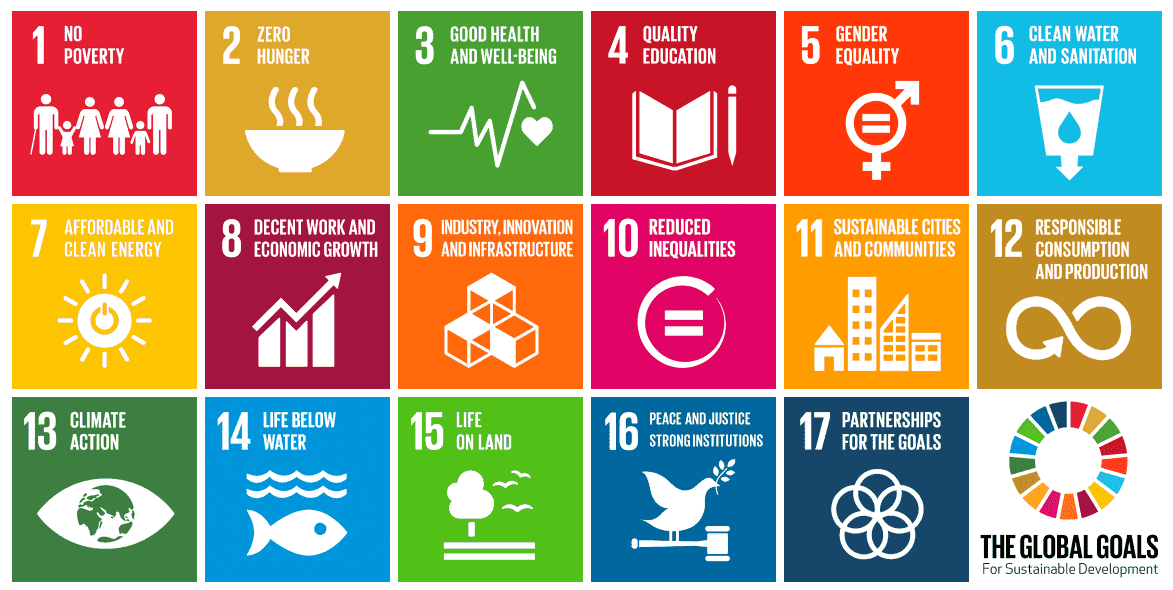 1 NO
POVERTY
2 ZERO
HUNGER
3 GOOD HEALTH
AND WELL-BEING
4 QUALITY
EDUCATION
5 GENDER
EQUALITY
6 CLEAN WATER
AND SANITATION
7 AFFORDABLE AND
CLEAN ENERGY
8 DECENT WORK AND
ECONOMIC GROWTH
9 INDUSTRY, INNOVATION
AND INFRASTRUCTURE
10 REDUCED
INEQUALITIES
11 SUSTAINABLE CITIES
AND COMMUNITIES
12 RESPONSIBLE
CONSUMPTION
AND PRODUCTION
13 CLIMATE
ACTION
14 LIFE BELOW
WATER
15 LIFE
ON LAND
16 PEACE AND JUSTICE
STRONG INSTITUTIONS
17 PARTNERSHIPS
FOR THE GOALS
THE GLOBAL GOALS
For Sustainable Development